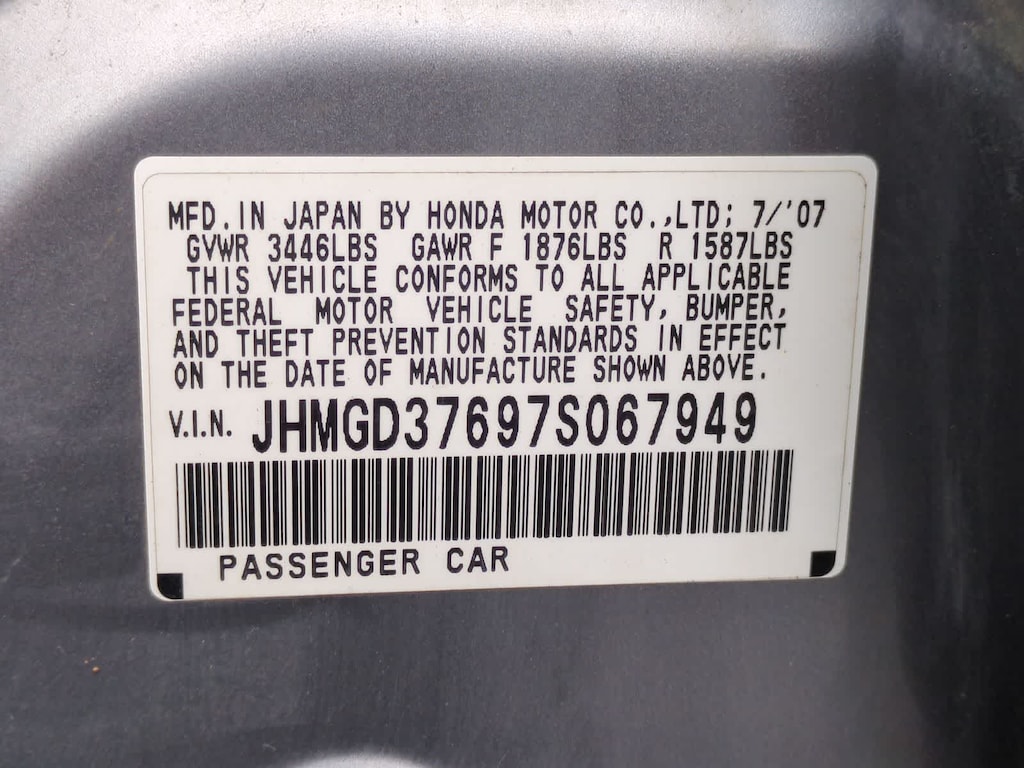 MFD. IN JAPAN BY HONDA MOTOR CO.,LTD; 7/'07
GVWR 3446LBS GAWR F 1876LBS R 1587LBS
THIS VEHICLE CONFORMS TO ALL APPLICABLE
FEDERAL MOTOR VEHICLE SAFETY, BUMPER,
AND THEFT PREVENTION STANDARDS IN EFFECT
ON THE DATE OF MANUFACTURE SHOWN ABOVE.
V.I.N. JHMGD37697S067949
PASSENGER CAR